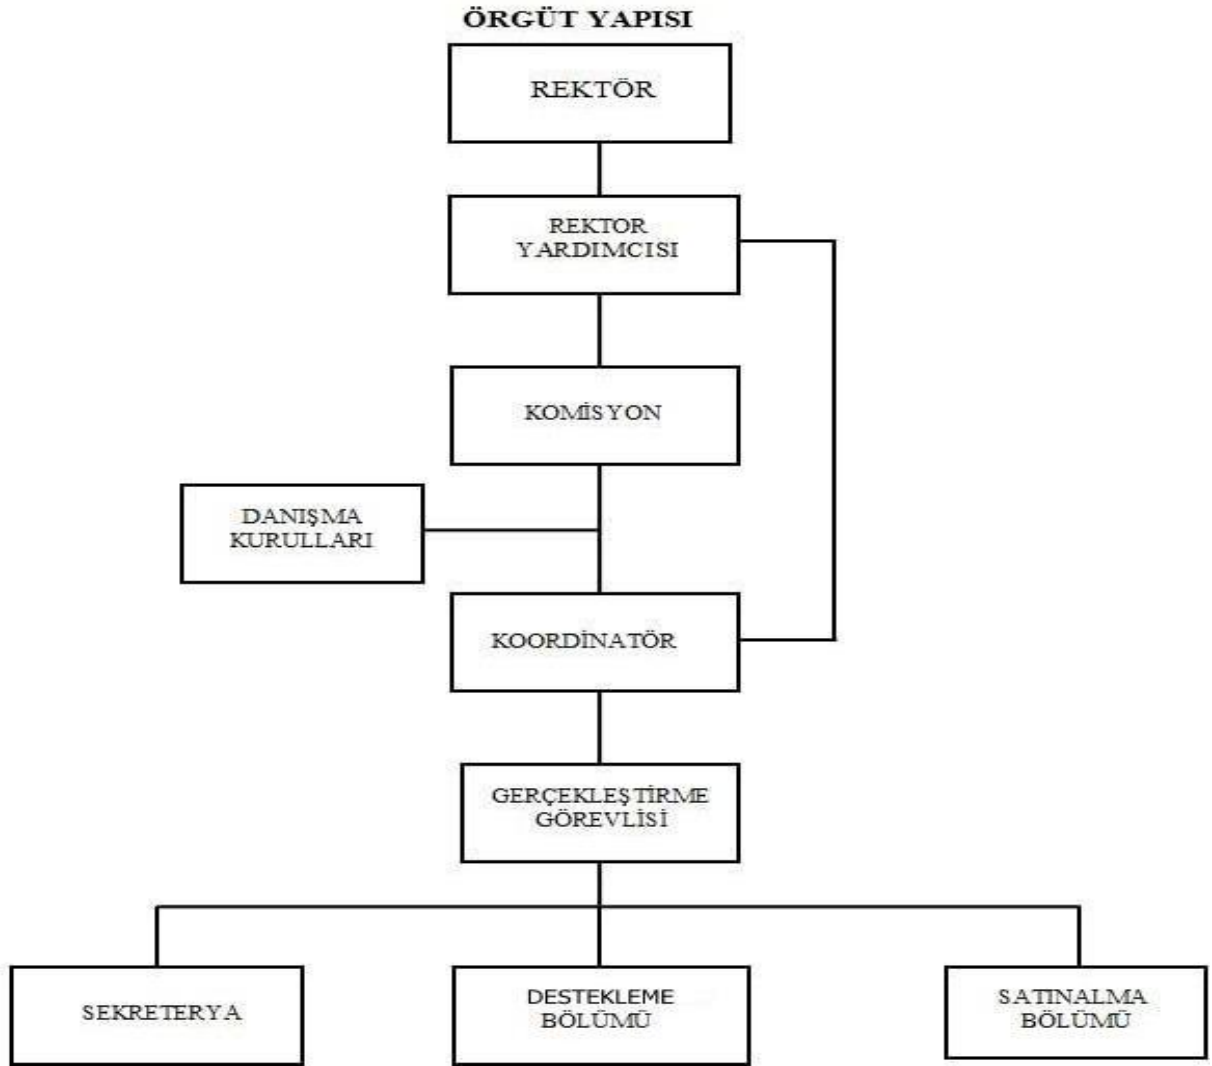 ÖRGÜT YAPISI
REKTÖR
REKTOR
YARDIMCISI
KOMİSYON
DANIŞMA
KURULLARI
KOORDİNATÖR
GERÇEKLEŞTİRME
GÖREVLİSİ
SEKRETERYA
DESTEKLEME
BÖLÜMÜ
SATINALMA
BÖLÜMÜ